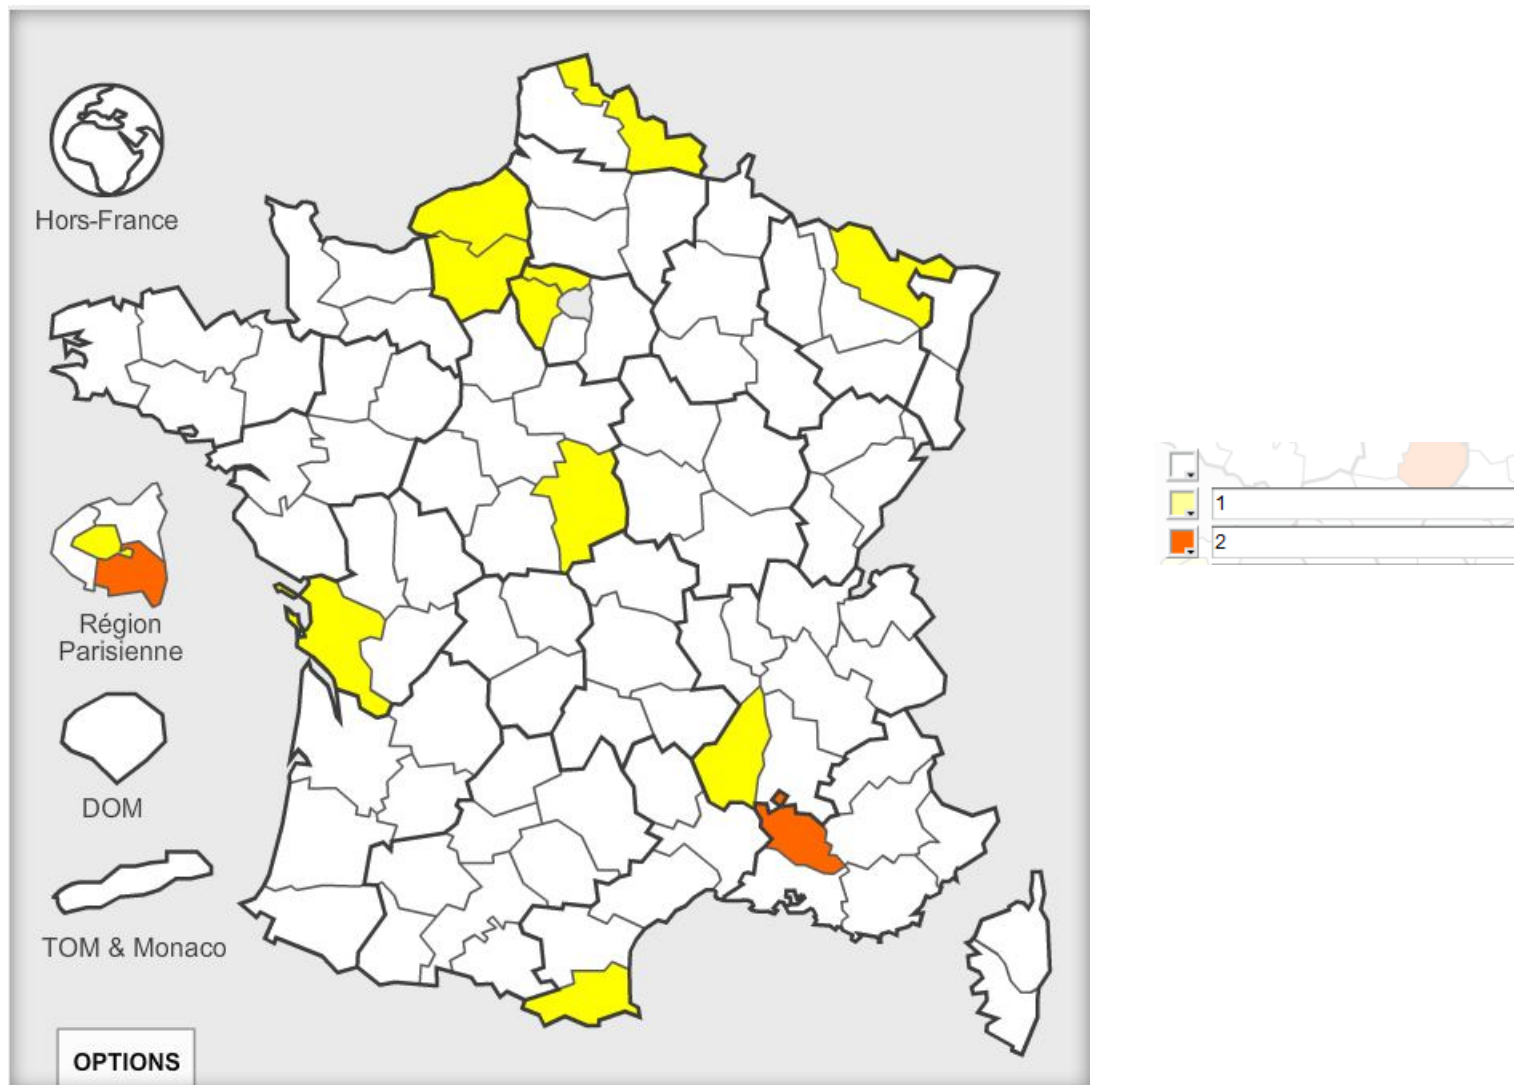 Hors-France
Région
Parisienne
DOM
TOM & Monaco
OPTIONS
1
2